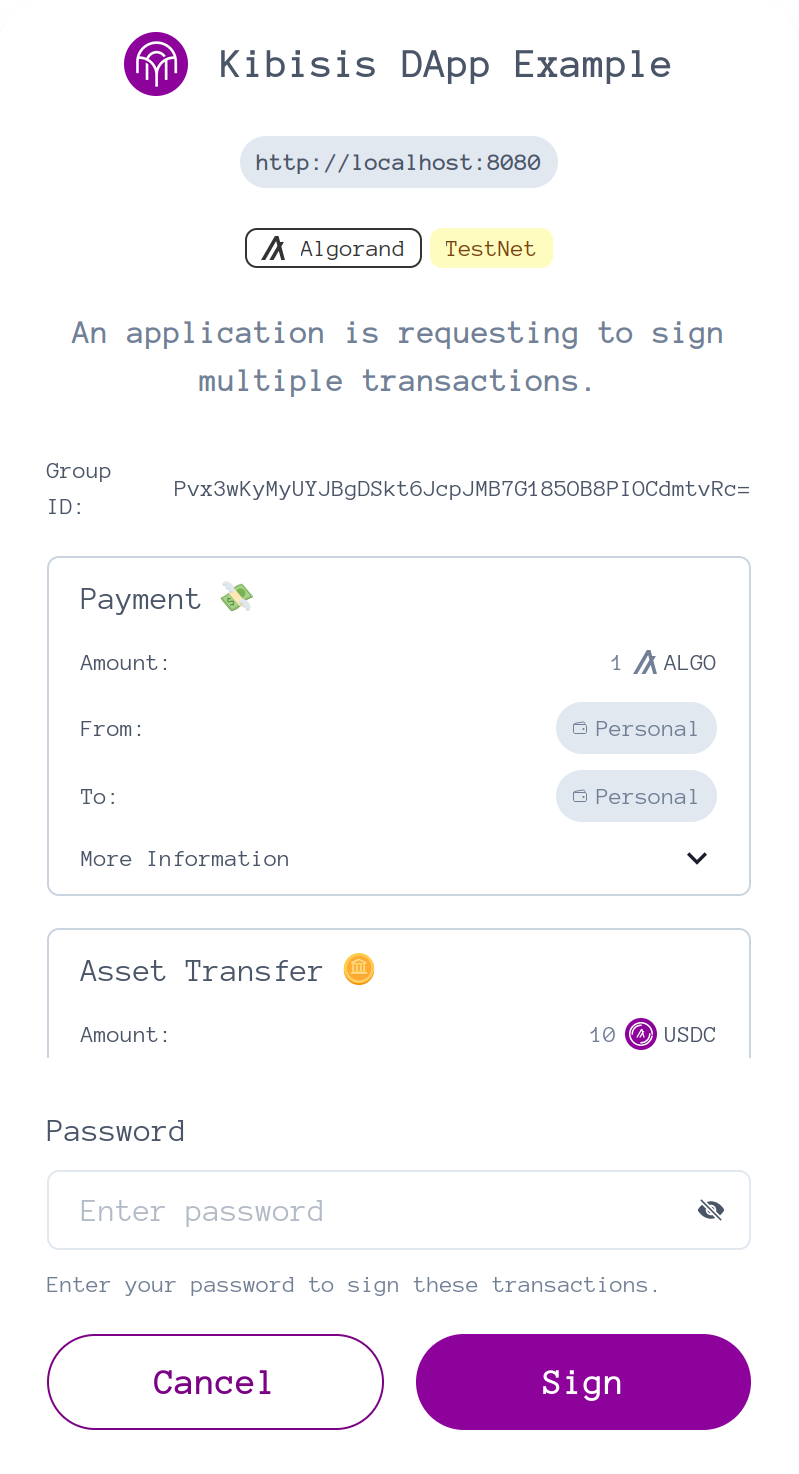 Kibisis DApp Example
http://localhost:8080
Algorand TestNet
An application is requesting to sign
multiple transactions.
Group
ID:
Pvx3wKyMyUYJBgDSkt6JcpJMB7G185OB8PIOCdmtvRc=
Payment 💸
Amount: 1 ALGO
From: Personal
To: Personal
More Information
Asset Transfer 🪙
Amount: 10 USDC
Password
Enter password
Enter your password to sign these transactions.
Cancel Sign